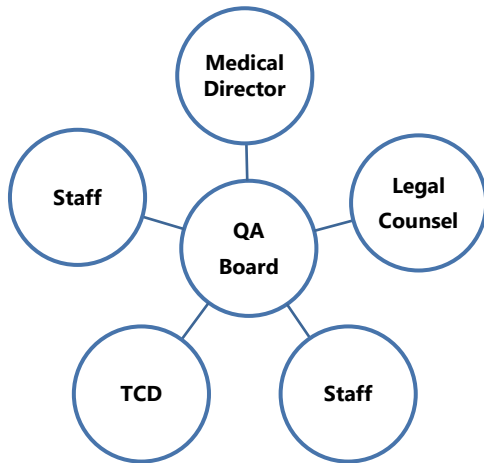 Medical
Director
Staff
Legal
Counsel
QA
Board
TCD
Staff